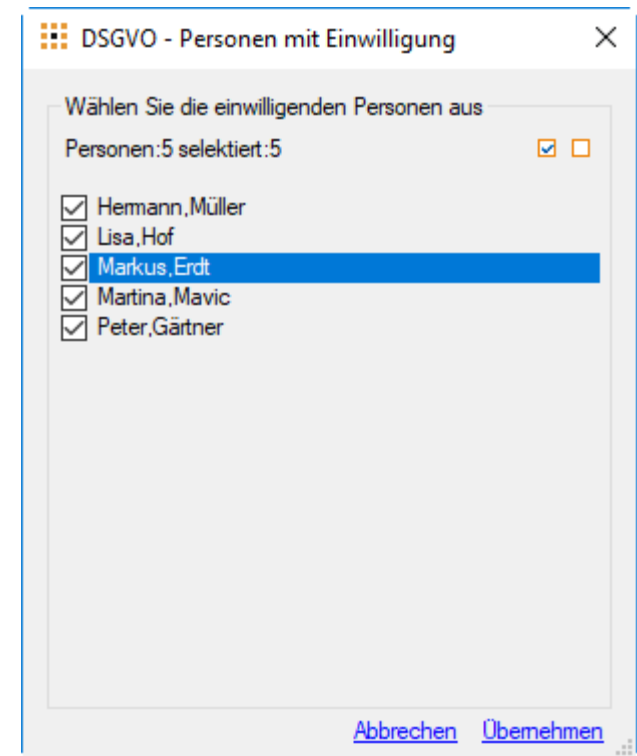 DSGVO - Personen mit Einwilligung
Wählen Sie die einwilligenden Personen aus
Personen:5 selektiert:5
Hermann,Müller
Lisa,Hof
Markus,Erdt
Martina,Mavic
Peter,Gärtner
Abbrechen Übernehmen